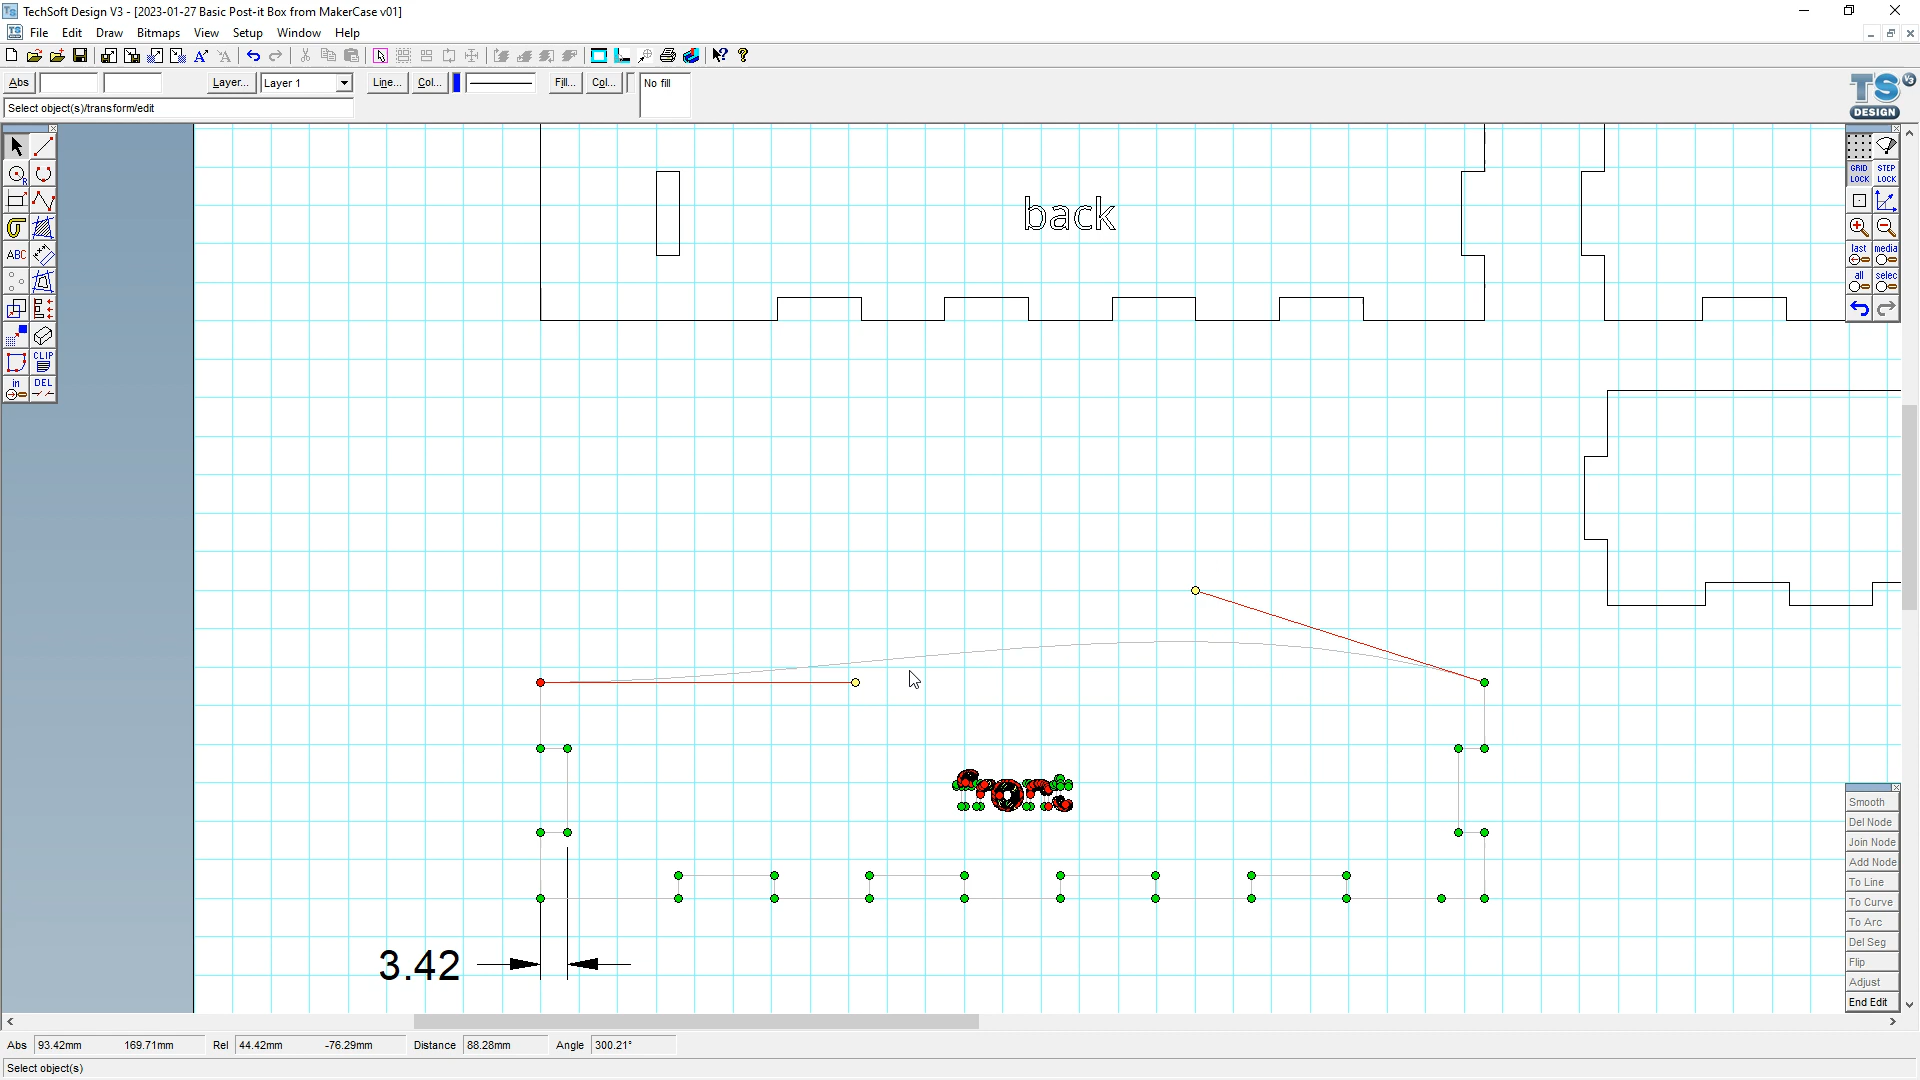 TechSoft Design V3 - [2023-01-27 Basic Post-it Box from MakerCase v01]
File Edit Draw Bitmaps View Setup Window Help
Abs Layer... Layer 1 Line... Col... Fill... Col... No fill
Select object(s)/transform/edit
TS V3
DESIGN
GRID LOCK STEP LOCK
ABC
last media
all selec
CLIP
in DEL
back
front
3.42
Smooth
Del Node
Join Node
Add Node
To Line
To Curve
To Arc
Del Seg
Flip
Adjust
End Edit
Abs 93.42mm 169.71mm Rel 44.42mm -76.29mm Distance 88.28mm Angle 300.21°
Select object(s)